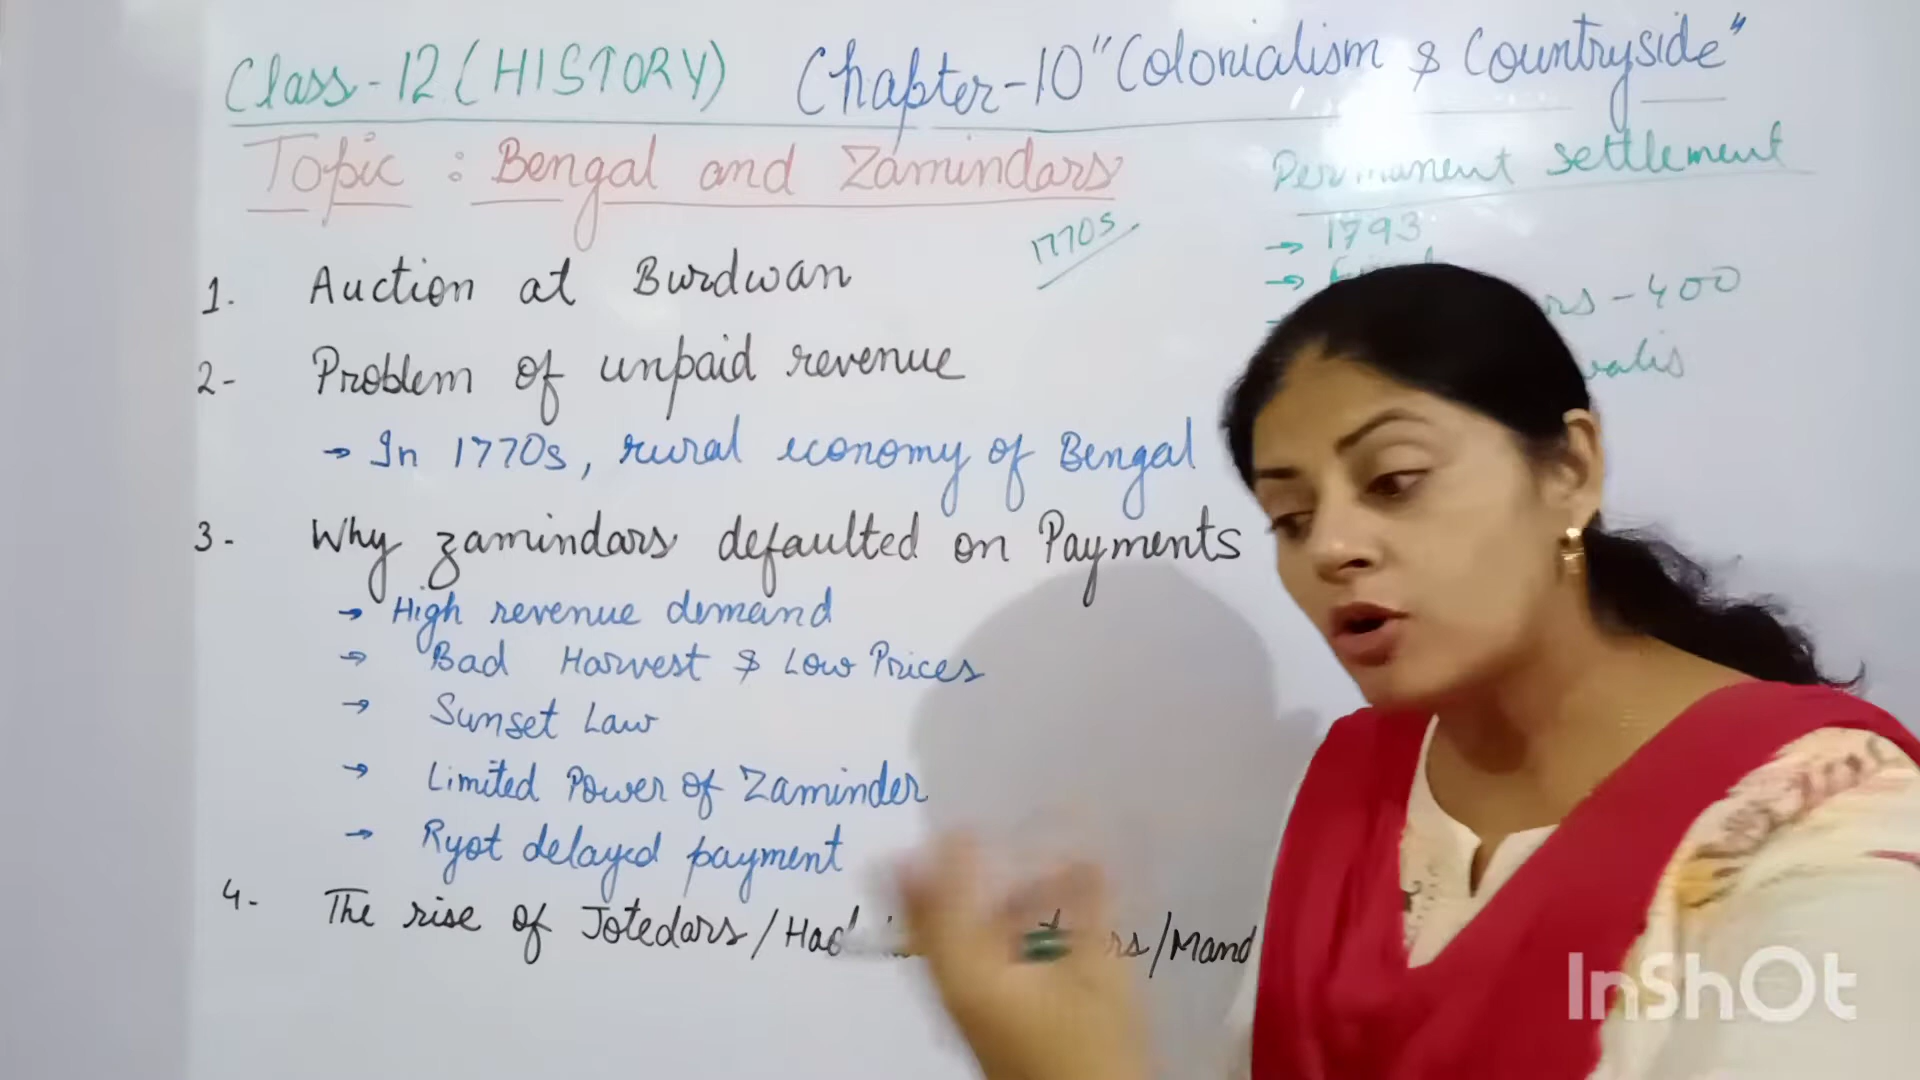 Class-12 (HISTORY) Chapter-10 "Colonialism & Countryside"
Topic : Bengal and Zamindars
1770s
1. Auction at Burdwan
2- Problem of unpaid revenue
→ In 1770s, rural economy of Bengal
3- Why zamindars defaulted on Payments
→ High revenue demand
→ Bad Harvest & Low Prices
→ Sunset Law
→ Limited Power of Zaminder
→ Ryot delayed payment
4- The rise of Jotedars/
Permanent settlement
→ 1793
-400
InShOt